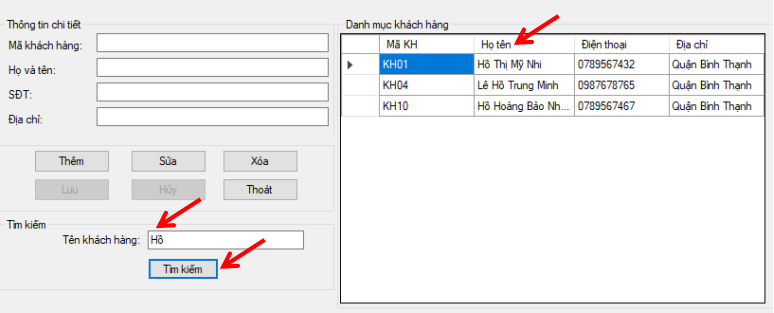 Thông tin chi tiết
Mã khách hàng:
Họ và tên:
SĐT:
Địa chỉ:
Thêm Sửa Xóa
Lưu Hủy Thoát
Tìm kiếm
Tên khách hàng: Hồ
Tìm kiếm
Danh mục khách hàng
Mã KH Họ tên Điện thoại Địa chỉ
KH01 Hồ Thị Mỹ Nhi 0789567432 Quận Bình Thạnh
KH04 Lê Hồ Trung Minh 0987678765 Quận Bình Thạnh
KH10 Hồ Hoàng Bảo Nh... 0789567467 Quận Bình Thạnh